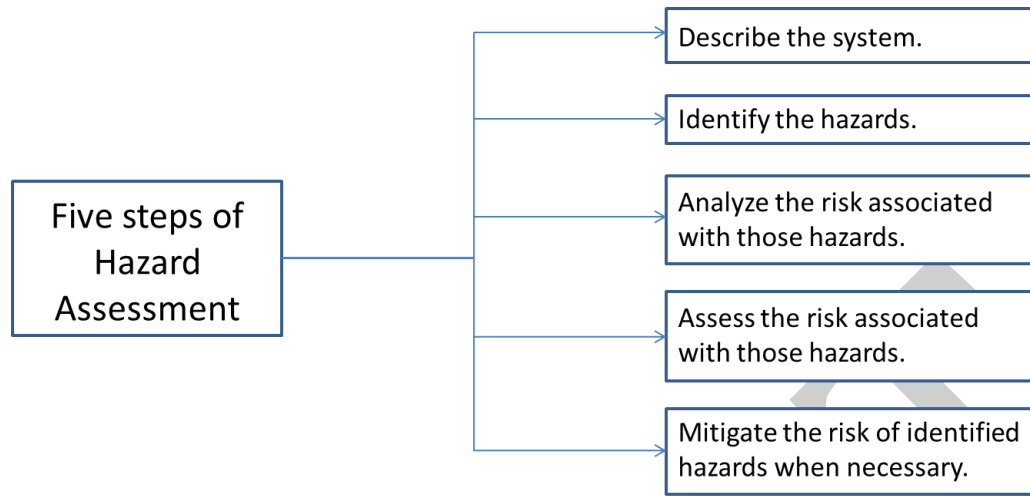 Five steps of
Hazard
Assessment
Describe the system.
Identify the hazards.
Analyze the risk associated
with those hazards.
Assess the risk associated
with those hazards.
Mitigate the risk of identified
hazards when necessary.